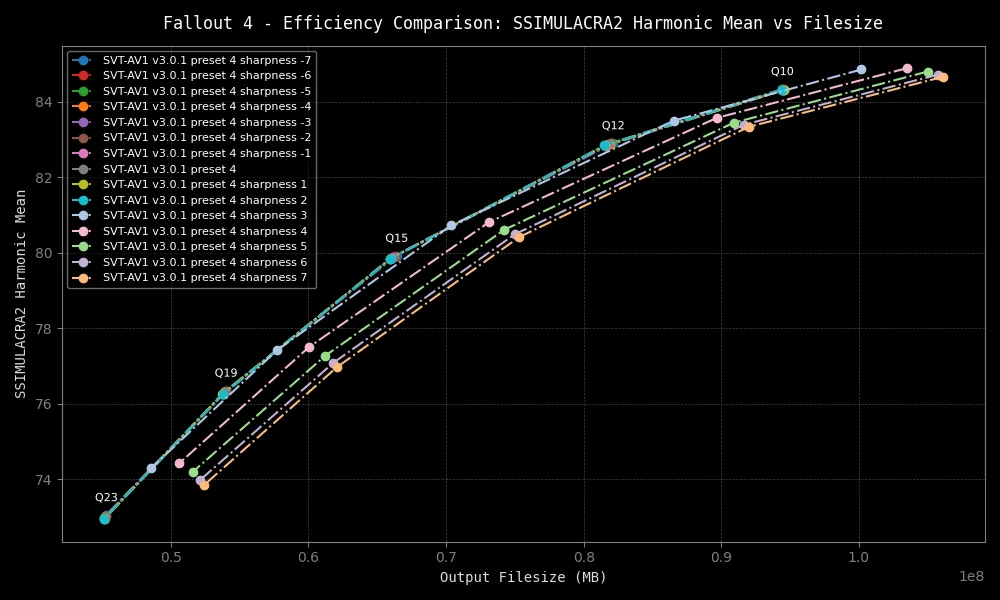 Fallout 4 - Efficiency Comparison: SSIMULACRA2 Harmonic Mean vs Filesize
SVT-AV1 v3.0.1 preset 4 sharpness -7
SVT-AV1 v3.0.1 preset 4 sharpness -6
SVT-AV1 v3.0.1 preset 4 sharpness -5
SVT-AV1 v3.0.1 preset 4 sharpness -4
SVT-AV1 v3.0.1 preset 4 sharpness -3
SVT-AV1 v3.0.1 preset 4 sharpness -2
SVT-AV1 v3.0.1 preset 4 sharpness -1
SVT-AV1 v3.0.1 preset 4
SVT-AV1 v3.0.1 preset 4 sharpness 1
SVT-AV1 v3.0.1 preset 4 sharpness 2
SVT-AV1 v3.0.1 preset 4 sharpness 3
SVT-AV1 v3.0.1 preset 4 sharpness 4
SVT-AV1 v3.0.1 preset 4 sharpness 5
SVT-AV1 v3.0.1 preset 4 sharpness 6
SVT-AV1 v3.0.1 preset 4 sharpness 7
Q10
Q12
Q15
Q19
Q23
SSIMULACRA2 Harmonic Mean
84
82
80
78
76
74
0.5
0.6
0.7
0.8
0.9
1.0
1e8
Output Filesize (MB)